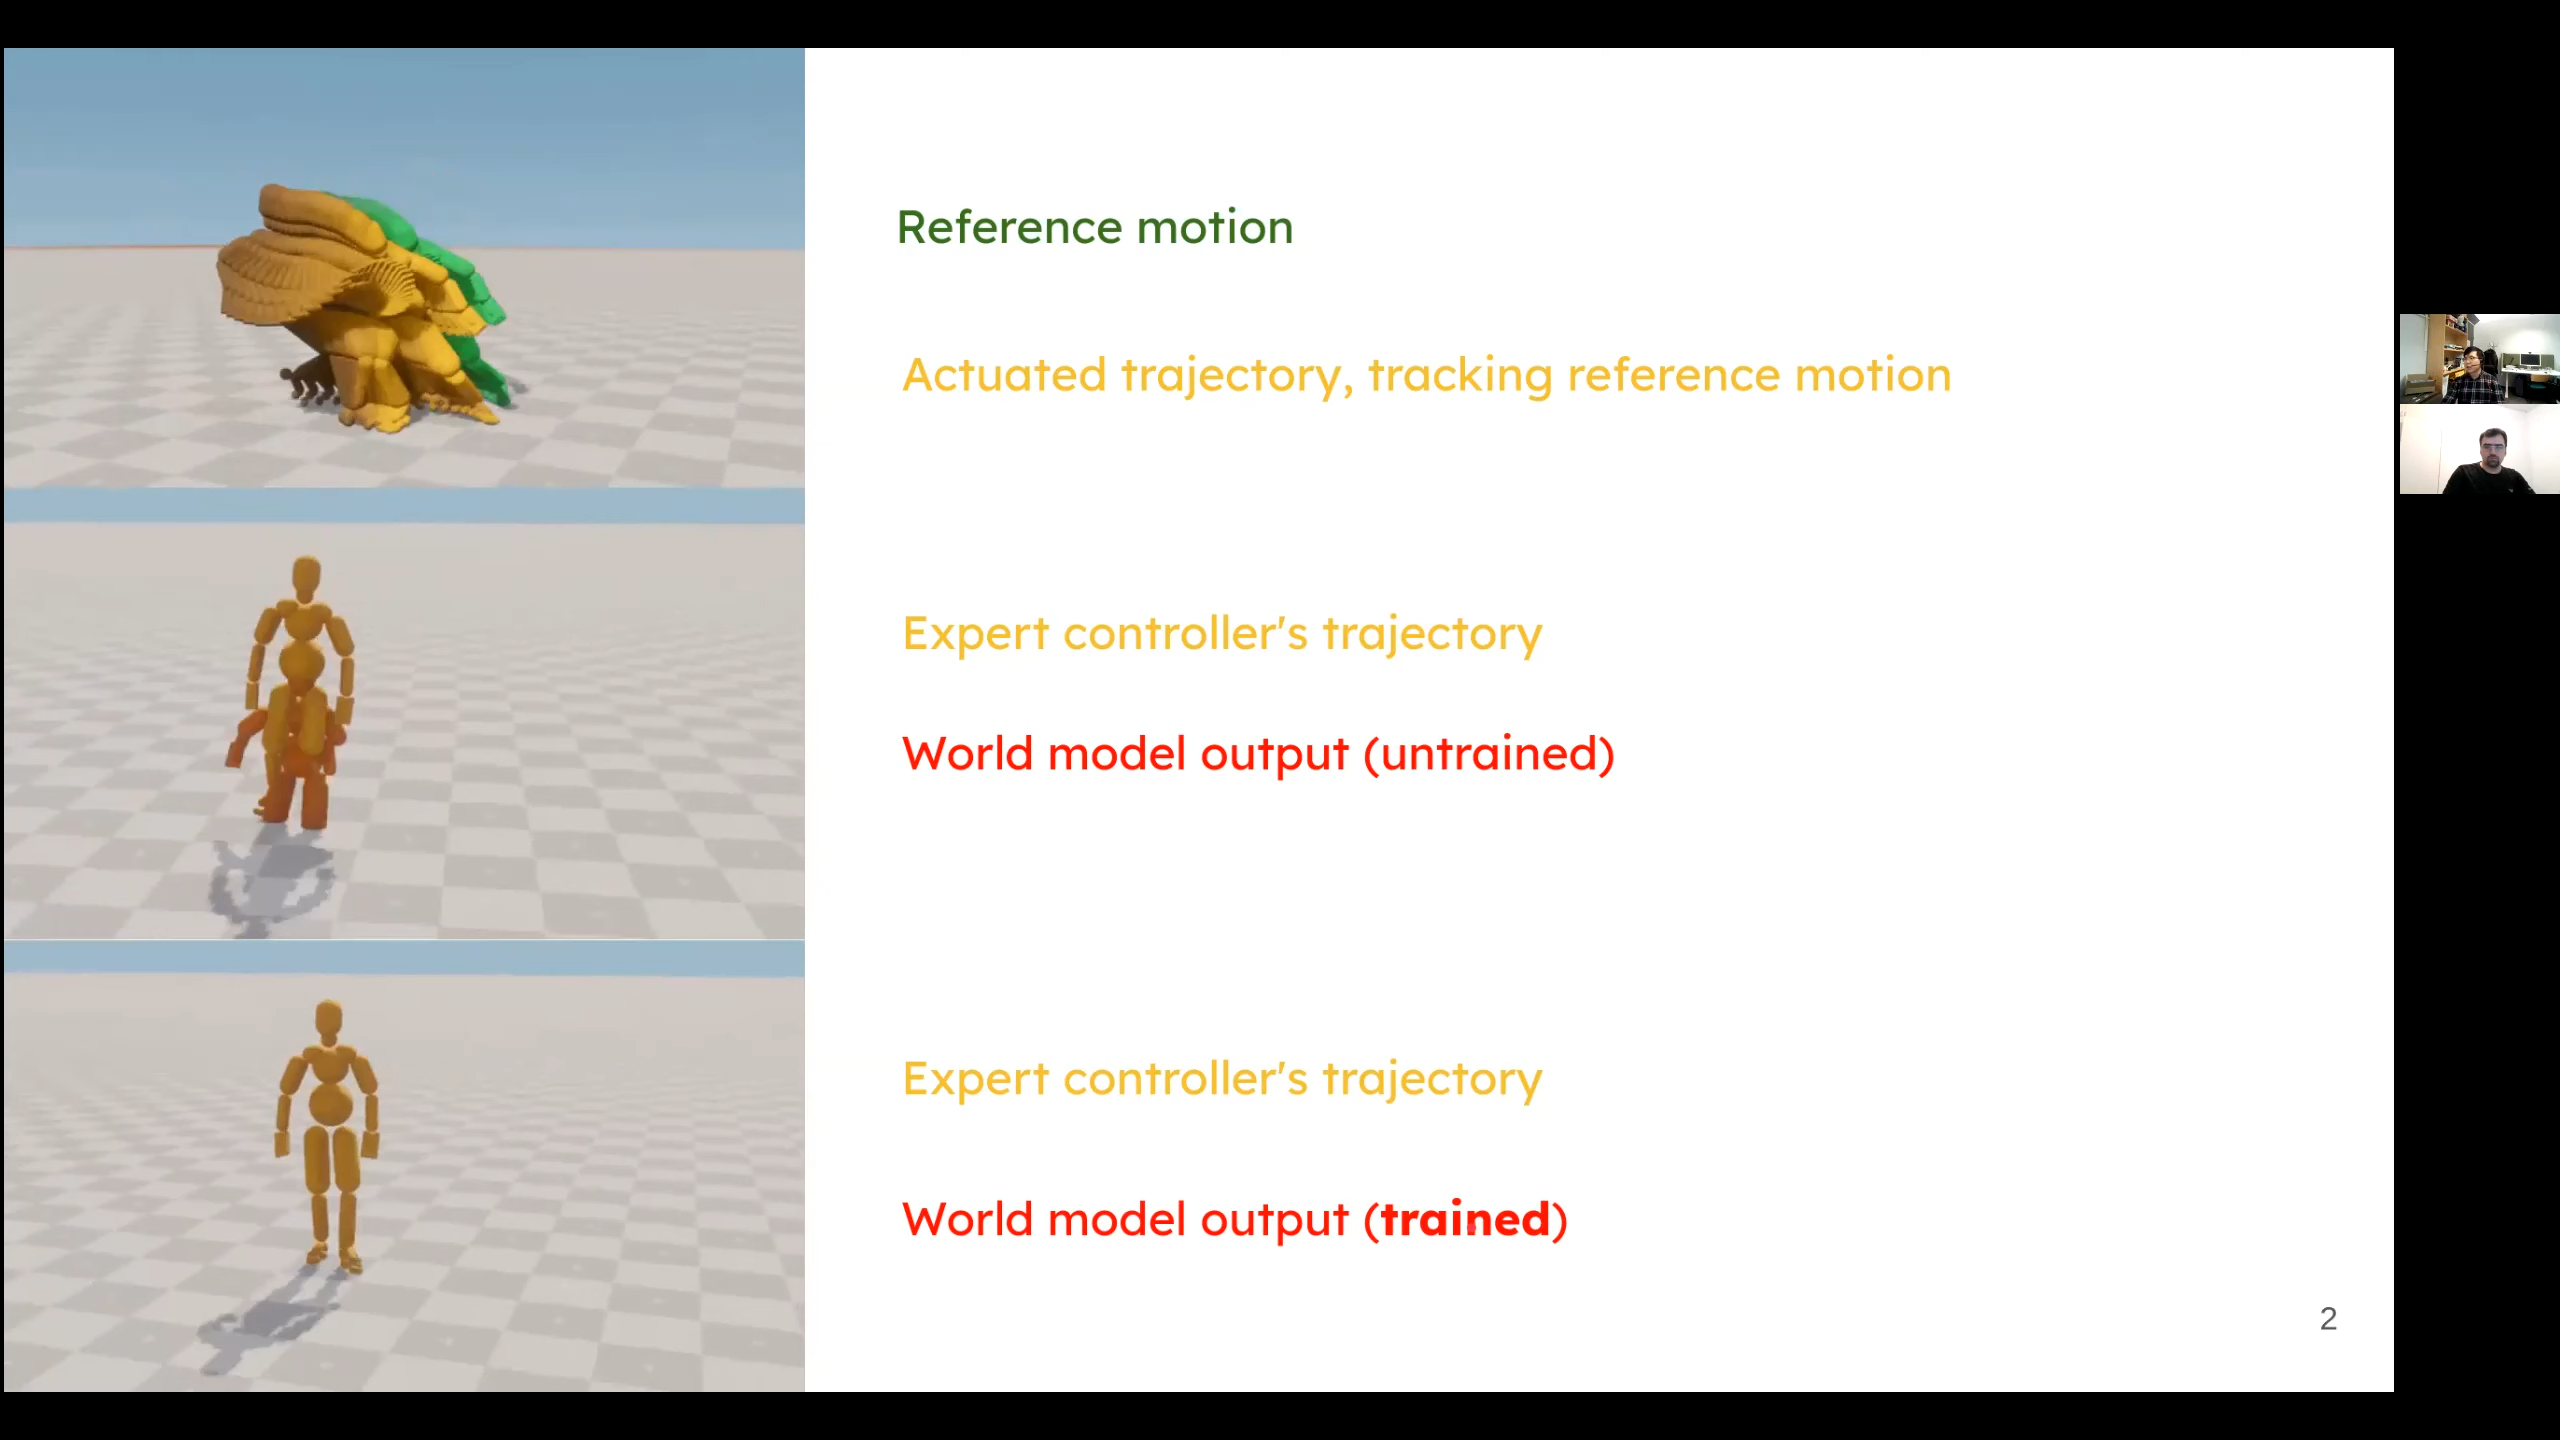 Reference motion
Actuated trajectory, tracking reference motion
Expert controller's trajectory
World model output (untrained)
Expert controller's trajectory
World model output (trained)
2